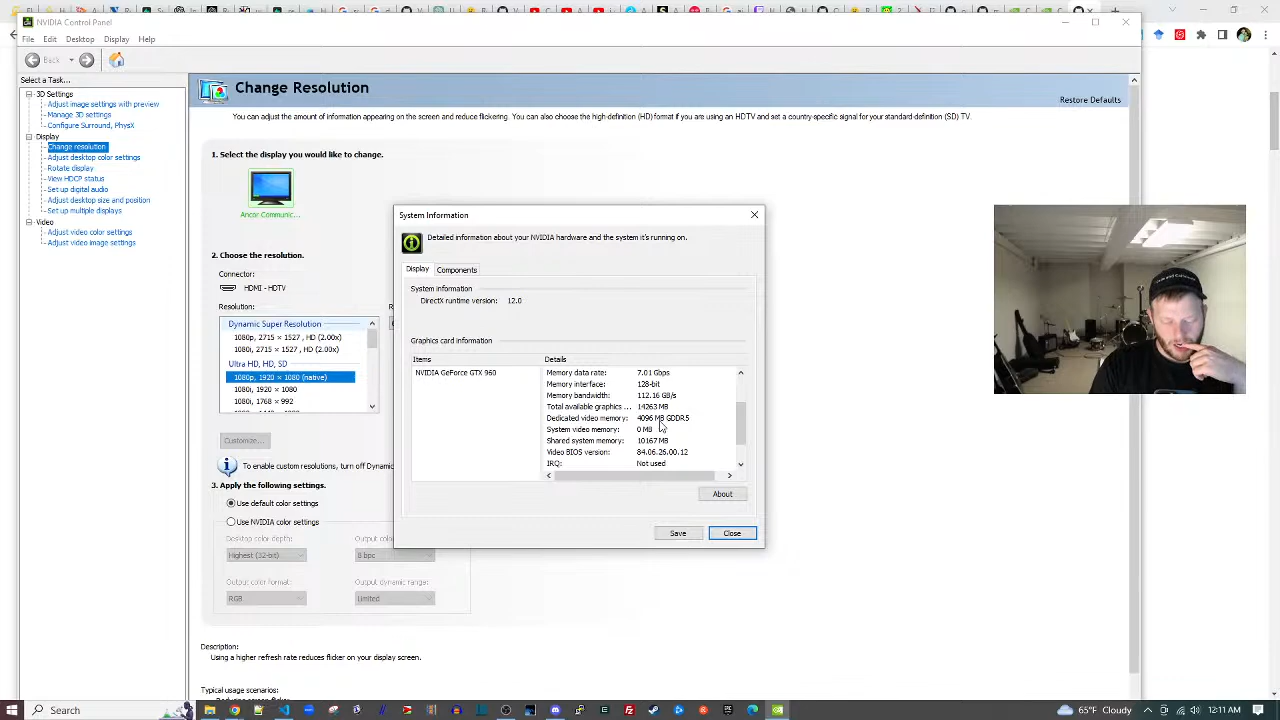 NVIDIA Control Panel
File Edit Desktop Display Help
Back
Select a Task...
3D Settings
Adjust image settings with preview
Manage 3D settings
Configure Surround, PhysX
Display
Change resolution
Adjust desktop color settings
Rotate display
View HDCP status
Set up digital audio
Adjust desktop size and position
Set up multiple displays
Video
Adjust video color settings
Adjust video image settings
Change Resolution
Restore Defaults
You can adjust the amount of information appearing on the screen and reduce flickering. You can also choose the high-definition (HD) format if you are using an HDTV and set a country-specific signal for your standard-definition (SD) TV.
1. Select the display you would like to change.
Ancor Communic...
2. Choose the resolution.
Connector:
HDMI - HDTV
Resolution:
Dynamic Super Resolution
1080p, 2715 × 1527 , HD (2.00x)
1080i, 2715 × 1527 , HD (2.00x)
Ultra HD, HD, SD
1080p, 1920 × 1080 (native)
1080i, 1920 × 1080
1080i, 1768 × 992
Customize...
To enable custom resolutions, turn off Dynamic
3. Apply the following settings.
Use default color settings
Use NVIDIA color settings
Desktop color depth:
Highest (32-bit)
8 bpc
Output color format:
RGB
Output dynamic range:
Limited
Description:
Using a higher refresh rate reduces flicker on your display screen.
Typical usage scenarios:
System Information
Detailed information about your NVIDIA hardware and the system it's running on.
Display Components
System information
DirectX runtime version: 12.0
Graphics card information
Items Details
NVIDIA GeForce GTX 960
Memory data rate: 7.01 Gbps
Memory interface: 128-bit
Memory bandwidth: 112.16 GB/s
Total available graphics ... 14263 MB
Dedicated video memory: 4096 MB GDDR5
System video memory: 0 MB
Shared system memory: 10167 MB
Video BIOS version: 84.06.26.00.12
IRQ: Not used
About
Save Close
Search
65°F Cloudy
12:11 AM